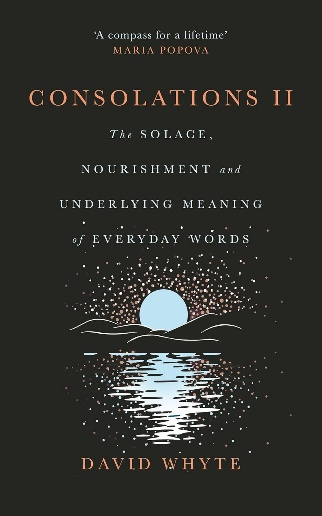 ‘A compass for a lifetime’
MARIA POPOVA
CONSOLATIONS II
The SOLACE,
NOURISHMENT and
UNDERLYING MEANING
of EVERYDAY WORDS
DAVID WHYTE